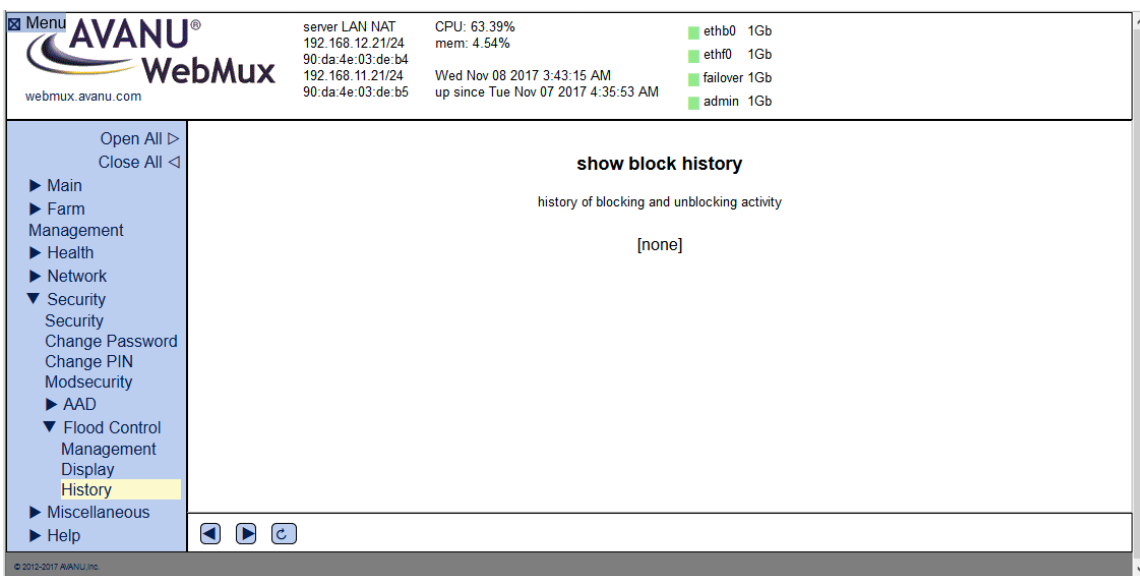 Menu
AVANU®
WebMux
webmux.avanu.com
server LAN NAT
192.168.12.21/24
90:da:4e:03:de:b4
192.168.11.21/24
90:da:4e:03:de:b5
CPU: 63.39%
mem: 4.54%
Wed Nov 08 2017 3:43:15 AM
up since Tue Nov 07 2017 4:35:53 AM
ethb0 1Gb
ethf0 1Gb
failover 1Gb
admin 1Gb
Open All ▷
Close All ◁
▶ Main
▶ Farm
Management
▶ Health
▶ Network
▼ Security
Security
Change Password
Change PIN
Modsecurity
▶ AAD
▼ Flood Control
Management
Display
History
▶ Miscellaneous
▶ Help
show block history
history of blocking and unblocking activity
[none]
© 2012-2017 AVANU,Inc.